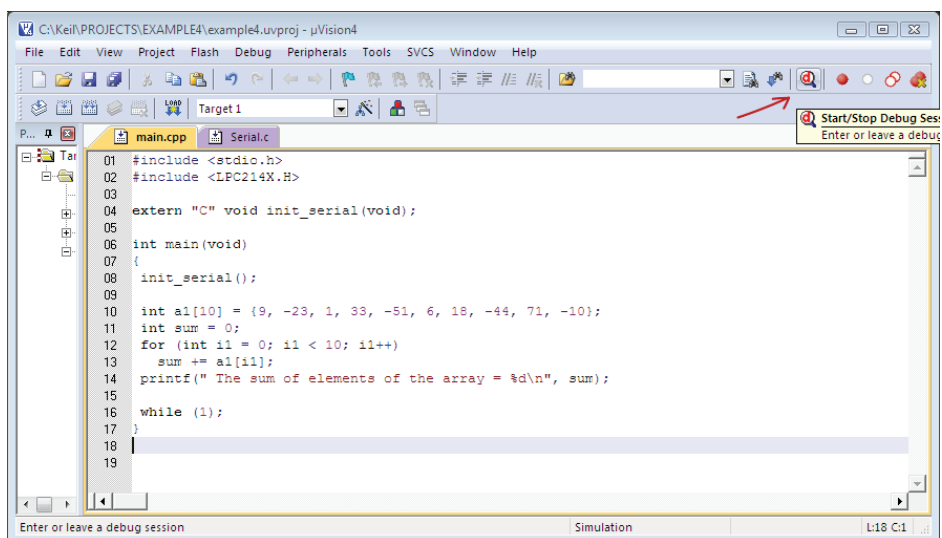 C:\Keil\PROJECTS\EXAMPLE4\example4.uvproj - µVision4
File Edit View Project Flash Debug Peripherals Tools SVCS Window Help
LOAD Target 1
Start/Stop Debug Ses
Enter or leave a debug
P...
main.cpp Serial.c
Tar
01 #include <stdio.h>
02 #include <LPC214X.H>
03
04 extern "C" void init_serial(void);
05
06 int main(void)
07 {
08 init_serial();
09
10 int a1[10] = {9, -23, 1, 33, -51, 6, 18, -44, 71, -10};
11 int sum = 0;
12 for (int i1 = 0; i1 < 10; i1++)
13 sum += a1[i1];
14 printf(" The sum of elements of the array = %d\n", sum);
15
16 while (1);
17 }
18
19
Enter or leave a debug session Simulation L:18 C:1